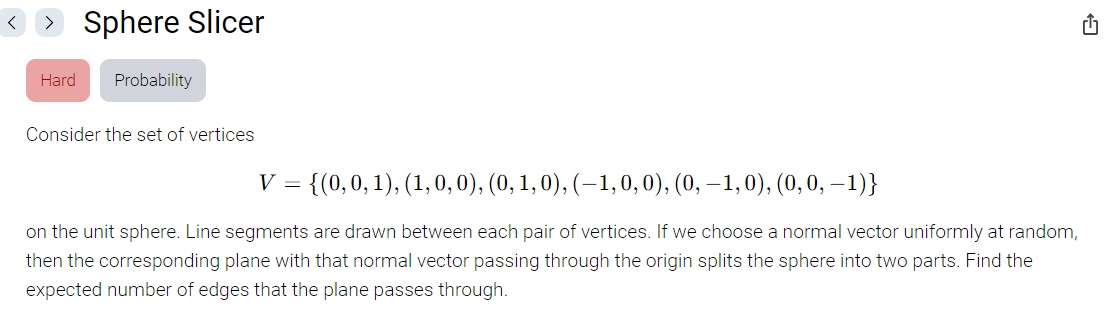 Sphere Slicer
Hard
Probability
Consider the set of vertices
V = {(0, 0, 1), (1, 0, 0), (0, 1, 0), (−1, 0, 0), (0, −1, 0), (0, 0, −1)}
on the unit sphere. Line segments are drawn between each pair of vertices. If we choose a normal vector uniformly at random,
then the corresponding plane with that normal vector passing through the origin splits the sphere into two parts. Find the
expected number of edges that the plane passes through.